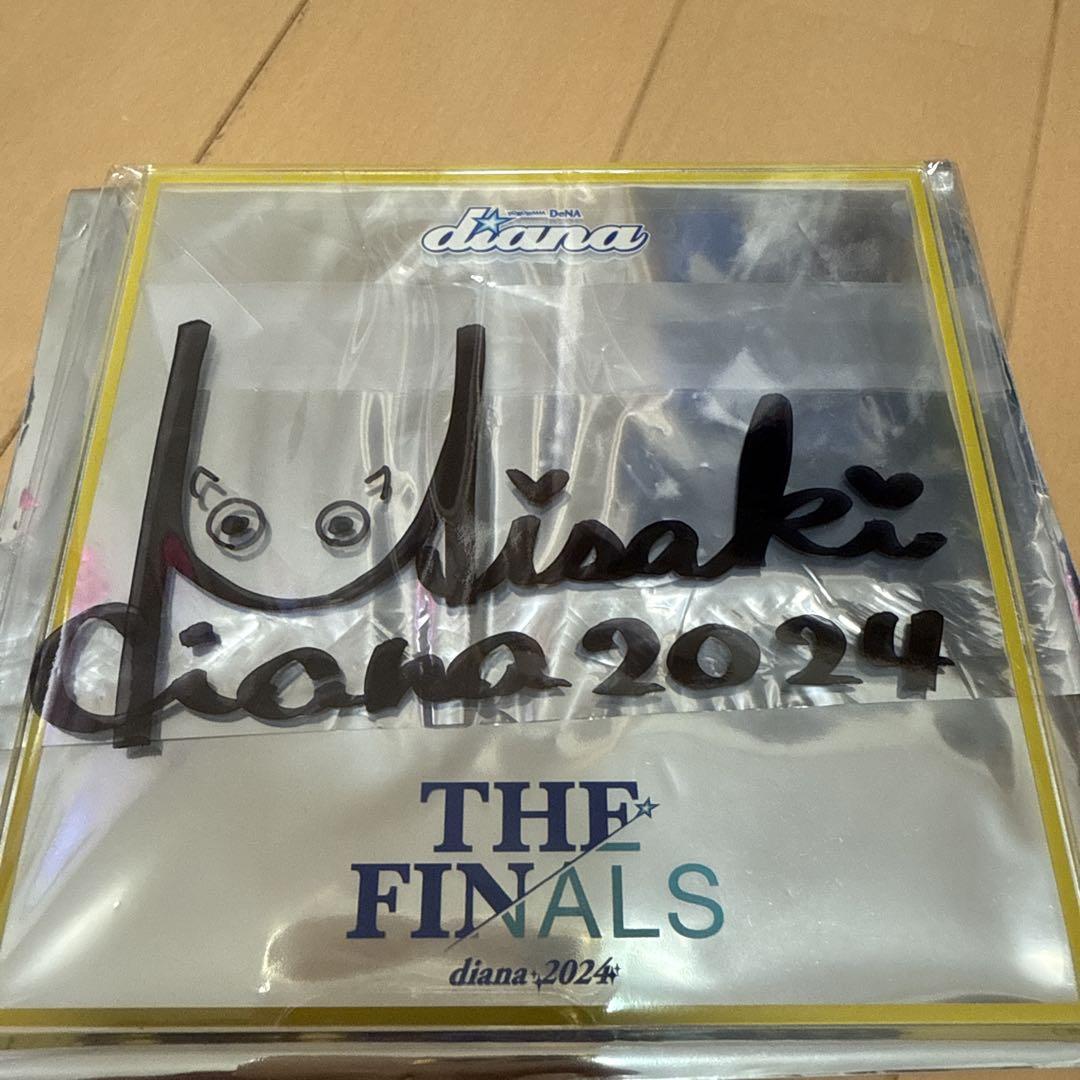 YOKOHAMA DeNA
diana
Misaki
diana 2024
THE
FINALS
diana 2024